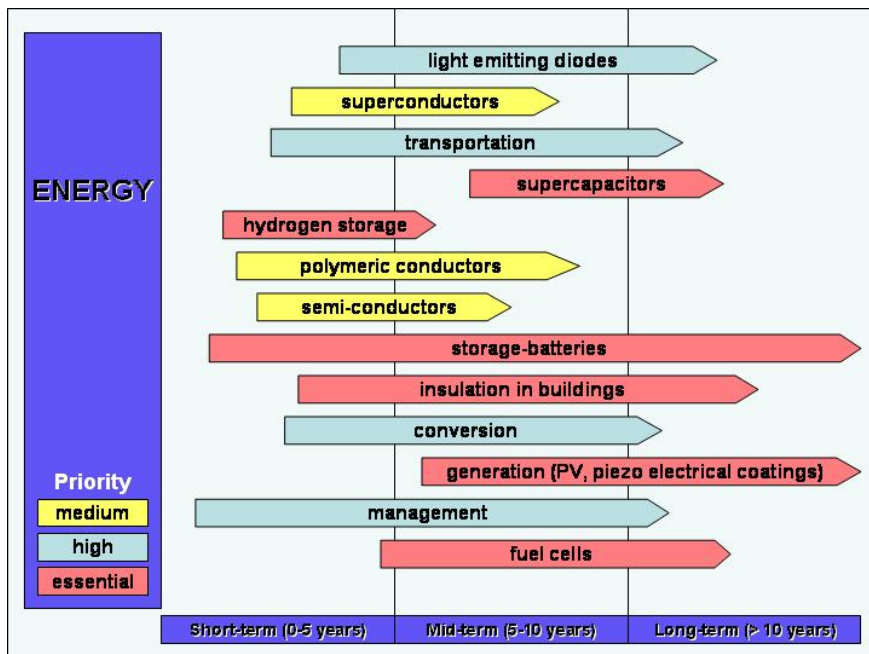 light emitting diodes
superconductors
transportation
supercapacitors
ENERGY
hydrogen storage
polymeric conductors
semi-conductors
storage-batteries
insulation in buildings
conversion
generation (PV, piezo electrical coatings)
Priority
medium
management
high
fuel cells
essential
Short-term (0-5 years)
Mid-term (5-10 years)
Long-term (> 10 years)